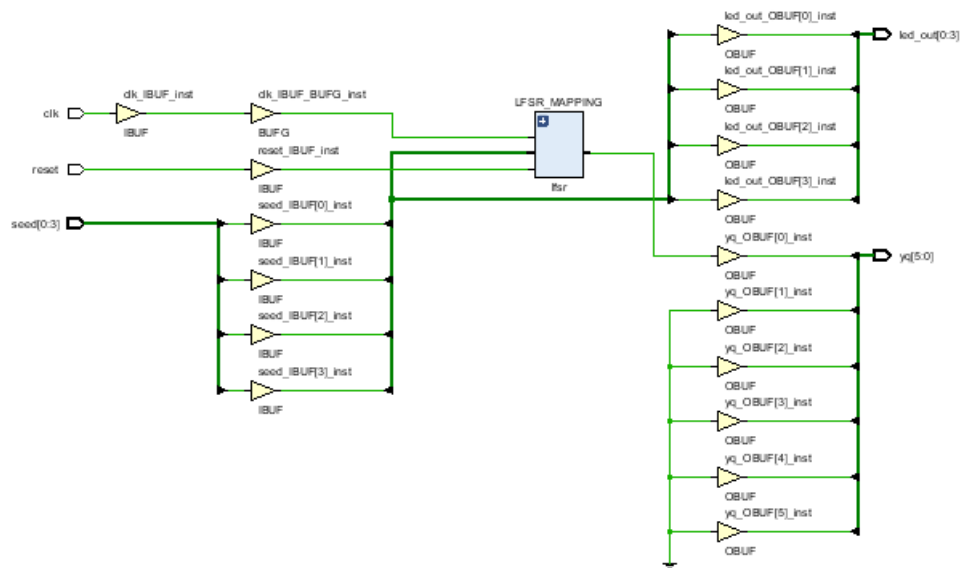 clk
clk_IBUF_inst
IBUF
clk_IBUF_BUFG_inst
BUFG
reset
reset_IBUF_inst
IBUF
seed[0:3]
seed_IBUF[0]_inst
IBUF
seed_IBUF[1]_inst
IBUF
seed_IBUF[2]_inst
IBUF
seed_IBUF[3]_inst
IBUF
LFSR_MAPPING
lfsr
led_out_OBUF[0]_inst
OBUF
led_out_OBUF[1]_inst
OBUF
led_out_OBUF[2]_inst
OBUF
led_out_OBUF[3]_inst
OBUF
led_out[0:3]
yq_OBUF[0]_inst
OBUF
yq_OBUF[1]_inst
OBUF
yq_OBUF[2]_inst
OBUF
yq_OBUF[3]_inst
OBUF
yq_OBUF[4]_inst
OBUF
yq_OBUF[5]_inst
OBUF
yq[5:0]